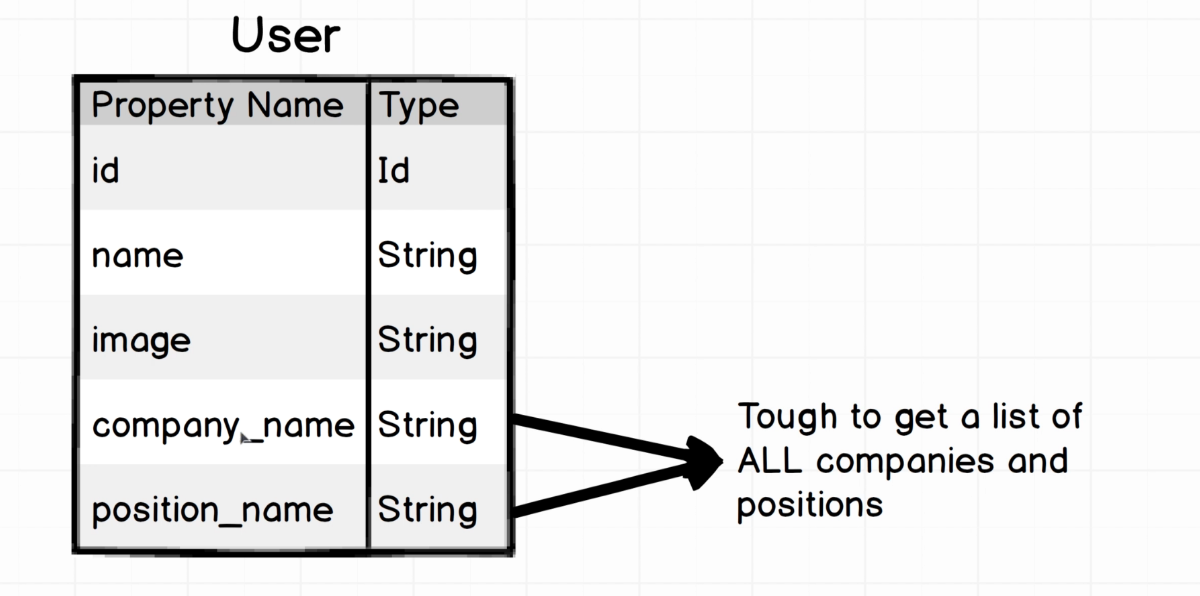 User
Property Name Type
id Id
name String
image String
company_name String
position_name String
Tough to get a list of
ALL companies and
positions